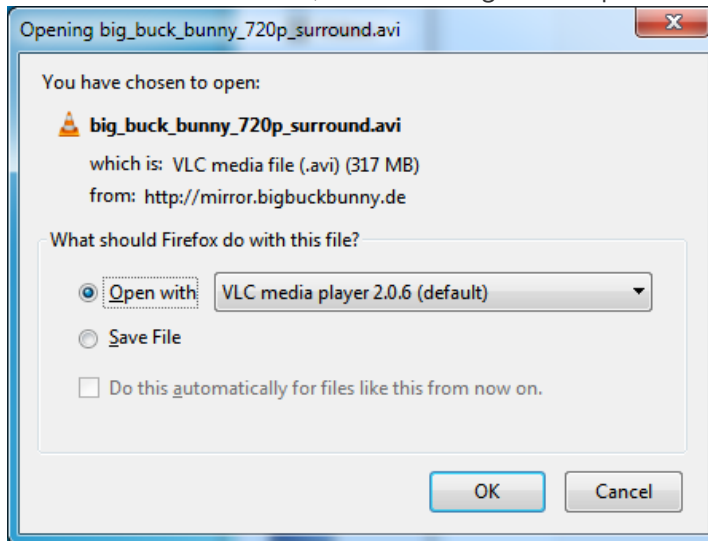 Opening big_buck_bunny_720p_surround.avi
You have chosen to open:
big_buck_bunny_720p_surround.avi
which is: VLC media file (.avi) (317 MB)
from: http://mirror.bigbuckbunny.de
What should Firefox do with this file?
Open with VLC media player 2.0.6 (default)
Save File
Do this automatically for files like this from now on.
OK Cancel